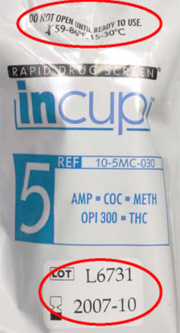 DO NOT OPEN UNTIL READY TO USE.
59-86°F 15-30°C
RAPID DRUG SCREEN®
incup
5
REF 10-5MC-030
AMP ▪ COC ▪ METH
OPI 300 ▪ THC
LOT L6731
2007-10